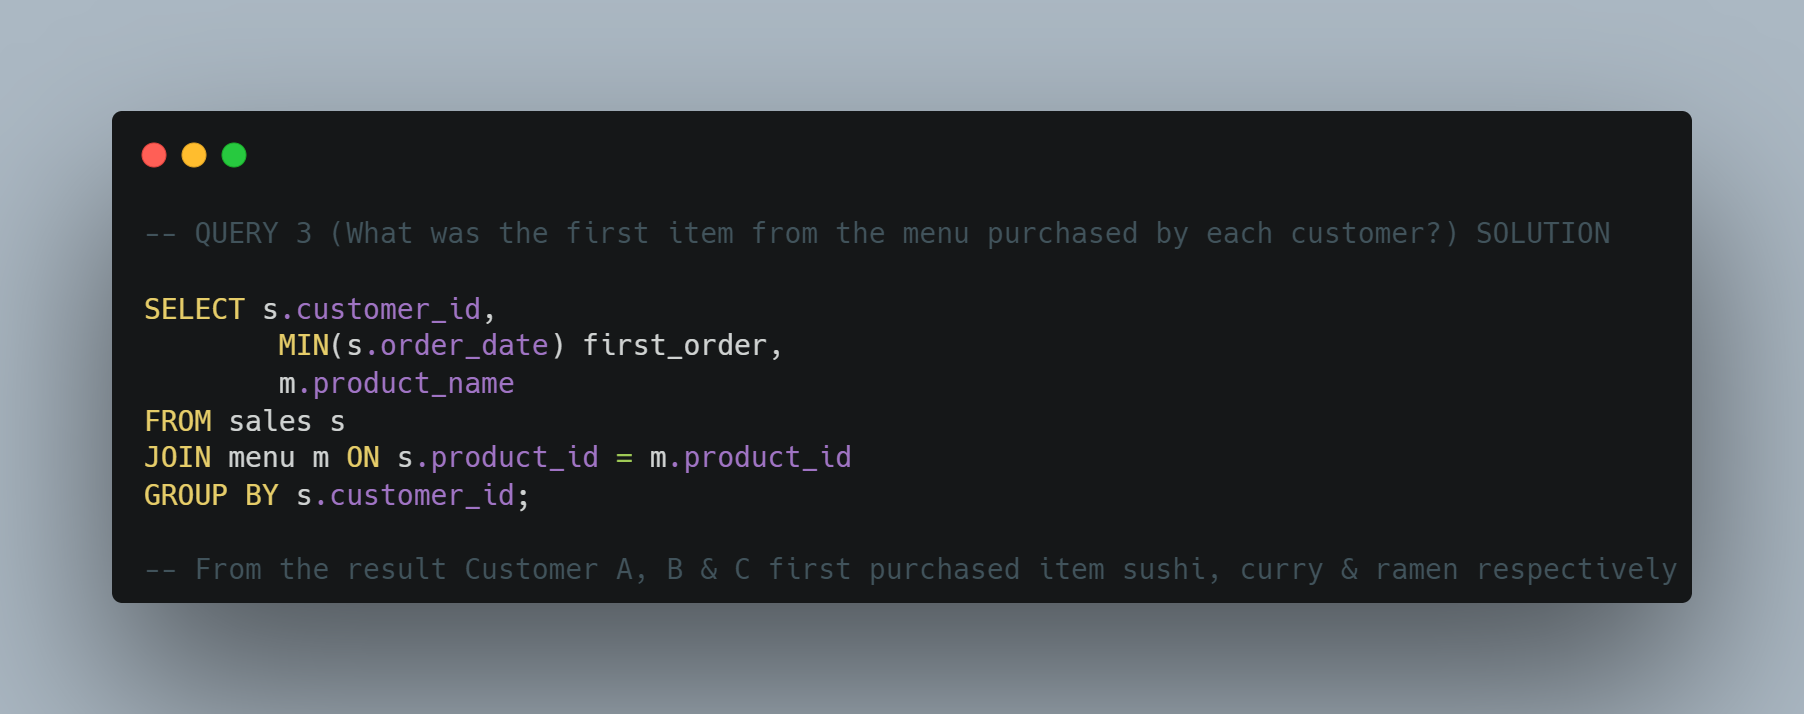 -- QUERY 3 (What was the first item from the menu purchased by each customer?) SOLUTION
SELECT s.customer_id,
        MIN(s.order_date) first_order,
        m.product_name
FROM sales s
JOIN menu m ON s.product_id = m.product_id
GROUP BY s.customer_id;
-- From the result Customer A, B & C first purchased item sushi, curry & ramen respectively